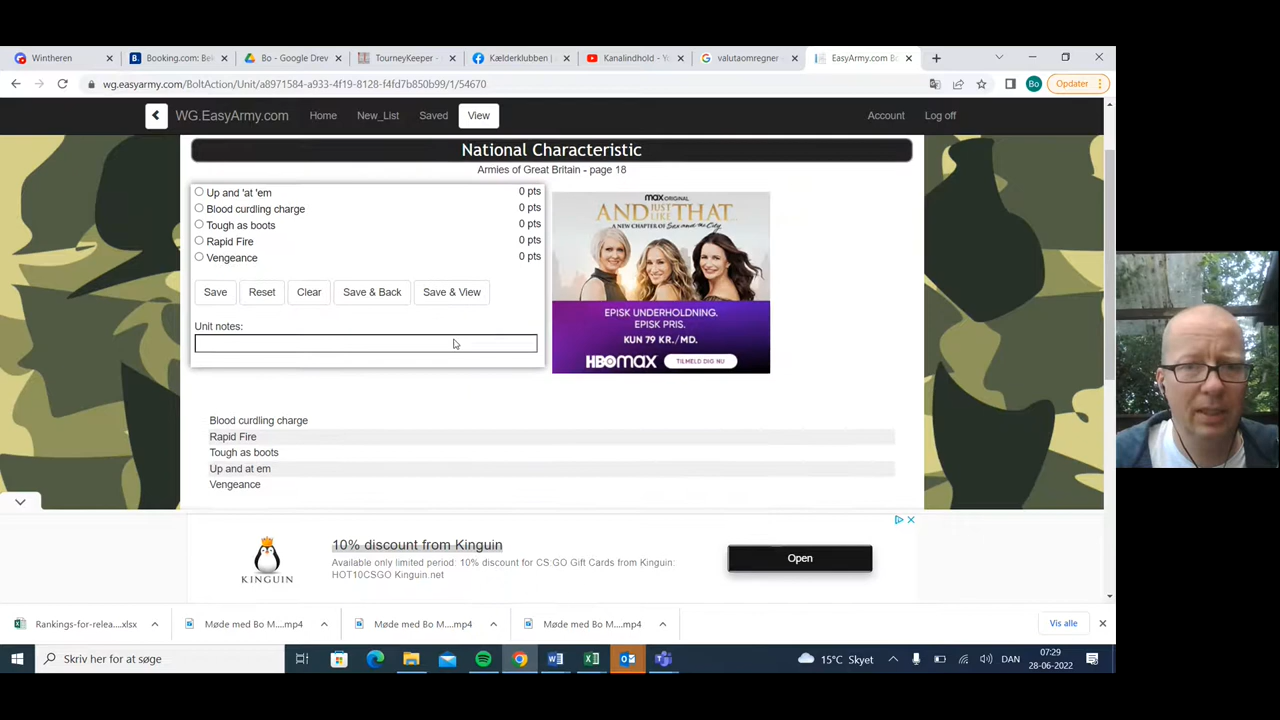 Wintheren
Booking.com: Bek
Bo - Google Drev
TourneyKeeper -
Kælderklubben |
Kanalindhold - Yo
valutaomregner
EasyArmy.com Bo
wg.easyarmy.com/BoltAction/Unit/a8971584-a933-4f19-8128-f4fd7b850b99/1/54670
Bo
Opdater
WG.EasyArmy.com
Home
New_List
Saved
View
Account
Log off
National Characteristic
Armies of Great Britain - page 18
Up and 'at 'em 0 pts
Blood curdling charge 0 pts
Tough as boots 0 pts
Rapid Fire 0 pts
Vengeance 0 pts
Save
Reset
Clear
Save & Back
Save & View
Unit notes:
max ORIGINAL
AND JUST LIKE THAT...
A NEW CHAPTER OF Sex and the City
EPISK UNDERHOLDNING.
EPISK PRIS.
KUN 79 KR./MD.
HBOmax
TILMELD DIG NU
Blood curdling charge
Rapid Fire
Tough as boots
Up and at em
Vengeance
KINGUIN
10% discount from Kinguin
Available only limited period: 10% discount for CS GO Gift Cards from Kinguin:
HOT10CSGO Kinguin.net
Open
Rankings-for-relea....xlsx
Møde med Bo M....mp4
Møde med Bo M....mp4
Møde med Bo M....mp4
Vis alle
Skriv her for at søge
15°C Skyet
DAN
07:29
28-06-2022